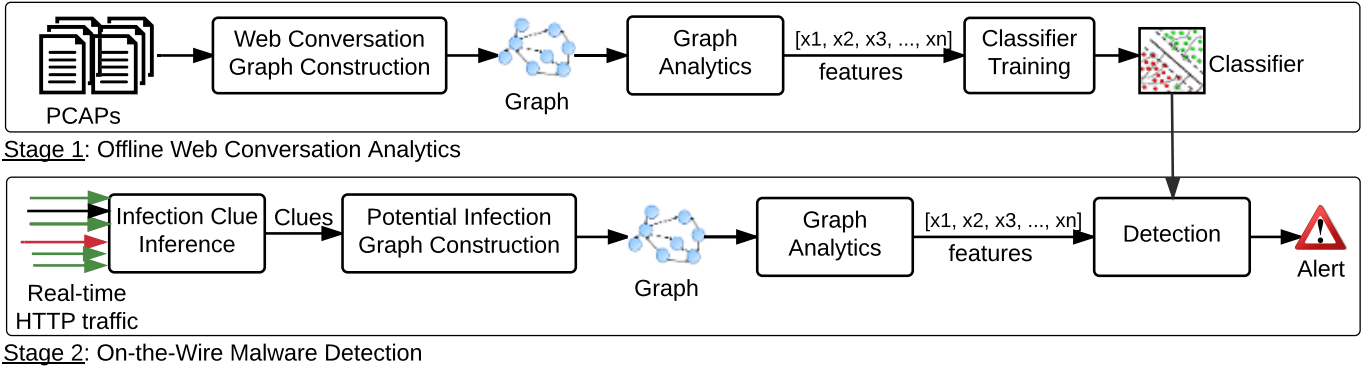 Web Conversation
Graph Construction
Graph
Analytics
[x1, x2, x3, ..., xn]
features
Classifier
Training
Classifier
Graph
PCAPs
Stage 1: Offline Web Conversation Analytics
Infection Clue
Inference
Clues
Potential Infection
Graph Construction
Graph
Analytics
[x1, x2, x3, ..., xn]
features
Detection
Alert
Graph
Real-time
HTTP traffic
Stage 2: On-the-Wire Malware Detection